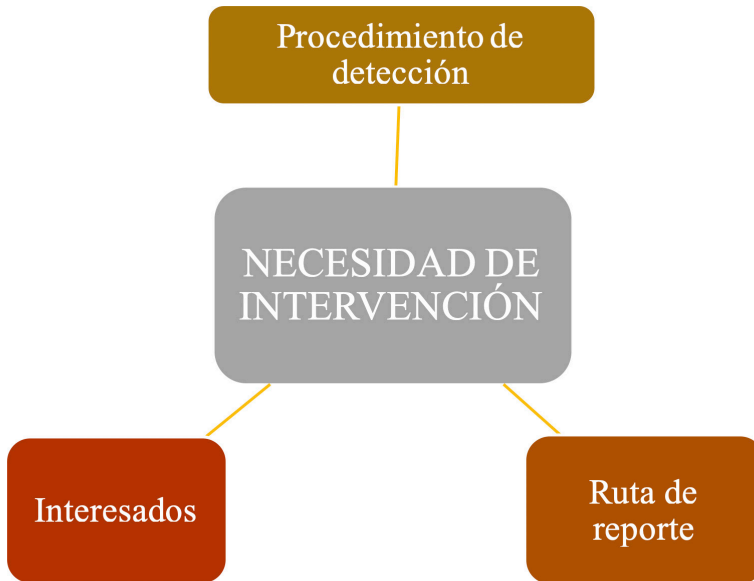 Procedimiento de
detección
NECESIDAD DE
INTERVENCIÓN
Interesados
Ruta de
reporte